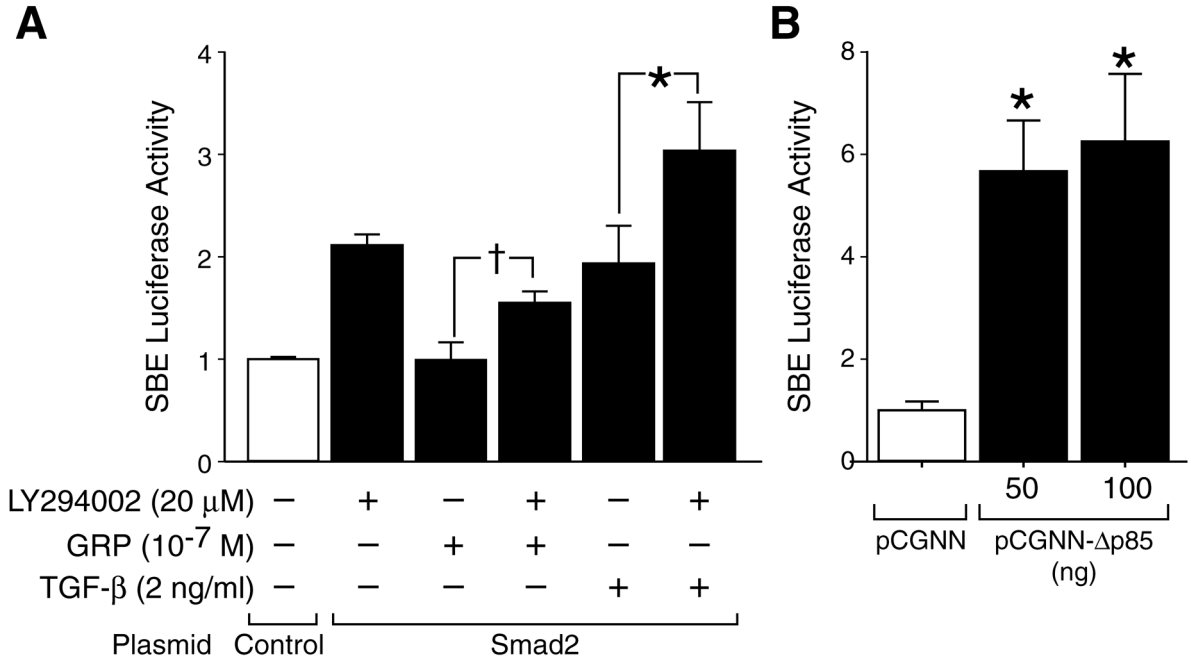 A
SBE Luciferase Activity
4
3
2
1
0
†
*
LY294002 (20 μM) − + − + − +
GRP (10-7 M) − − + + − −
TGF-β (2 ng/ml) − − − − + +
Plasmid Control Smad2
B
SBE Luciferase Activity
8
6
4
2
0
* *
50 100
pCGNN pCGNN-Δp85
(ng)